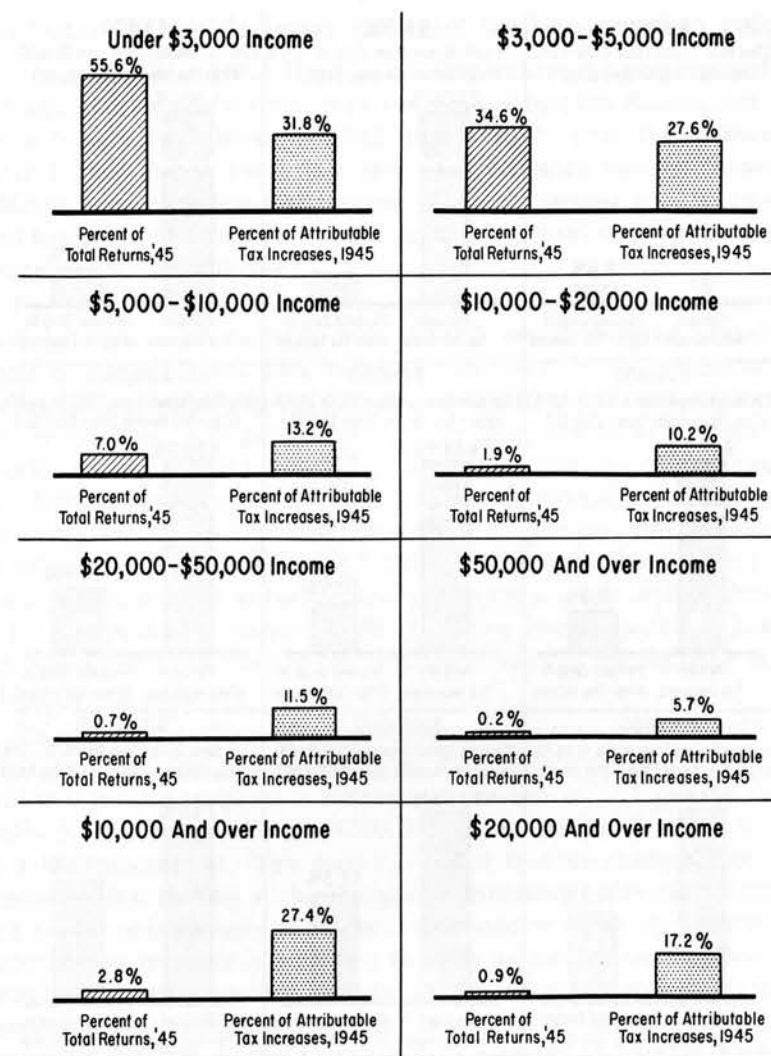 Under $3,000 Income
55.6%
31.8%
Percent of
Total Returns,'45
Percent of Attributable
Tax Increases, 1945
$3,000-$5,000 Income
34.6%
27.6%
Percent of
Total Returns,'45
Percent of Attributable
Tax Increases, 1945
$5,000-$10,000 Income
7.0%
13.2%
Percent of
Total Returns,'45
Percent of Attributable
Tax Increases, 1945
$10,000-$20,000 Income
1.9%
10.2%
Percent of
Total Returns,'45
Percent of Attributable
Tax Increases, 1945
$20,000-$50,000 Income
0.7%
11.5%
Percent of
Total Returns,'45
Percent of Attributable
Tax Increases, 1945
$50,000 And Over Income
0.2%
5.7%
Percent of
Total Returns,'45
Percent of Attributable
Tax Increases, 1945
$10,000 And Over Income
2.8%
27.4%
Percent of
Total Returns,'45
Percent of Attributable
Tax Increases, 1945
$20,000 And Over Income
0.9%
17.2%
Percent of
Total Returns,'45
Percent of Attributable
Tax Increases, 1945